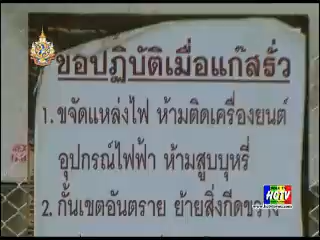 ขอปฏิบัติเมื่อแก๊สรั่ว
1. ขจัดแหล่งไฟ ห้ามติดเครื่องยนต์
อุปกรณ์ไฟฟ้า ห้ามสูบบุหรี่
2. กั้นเขตอันตราย ย้ายสิ่งกีดขวาง
HQTV